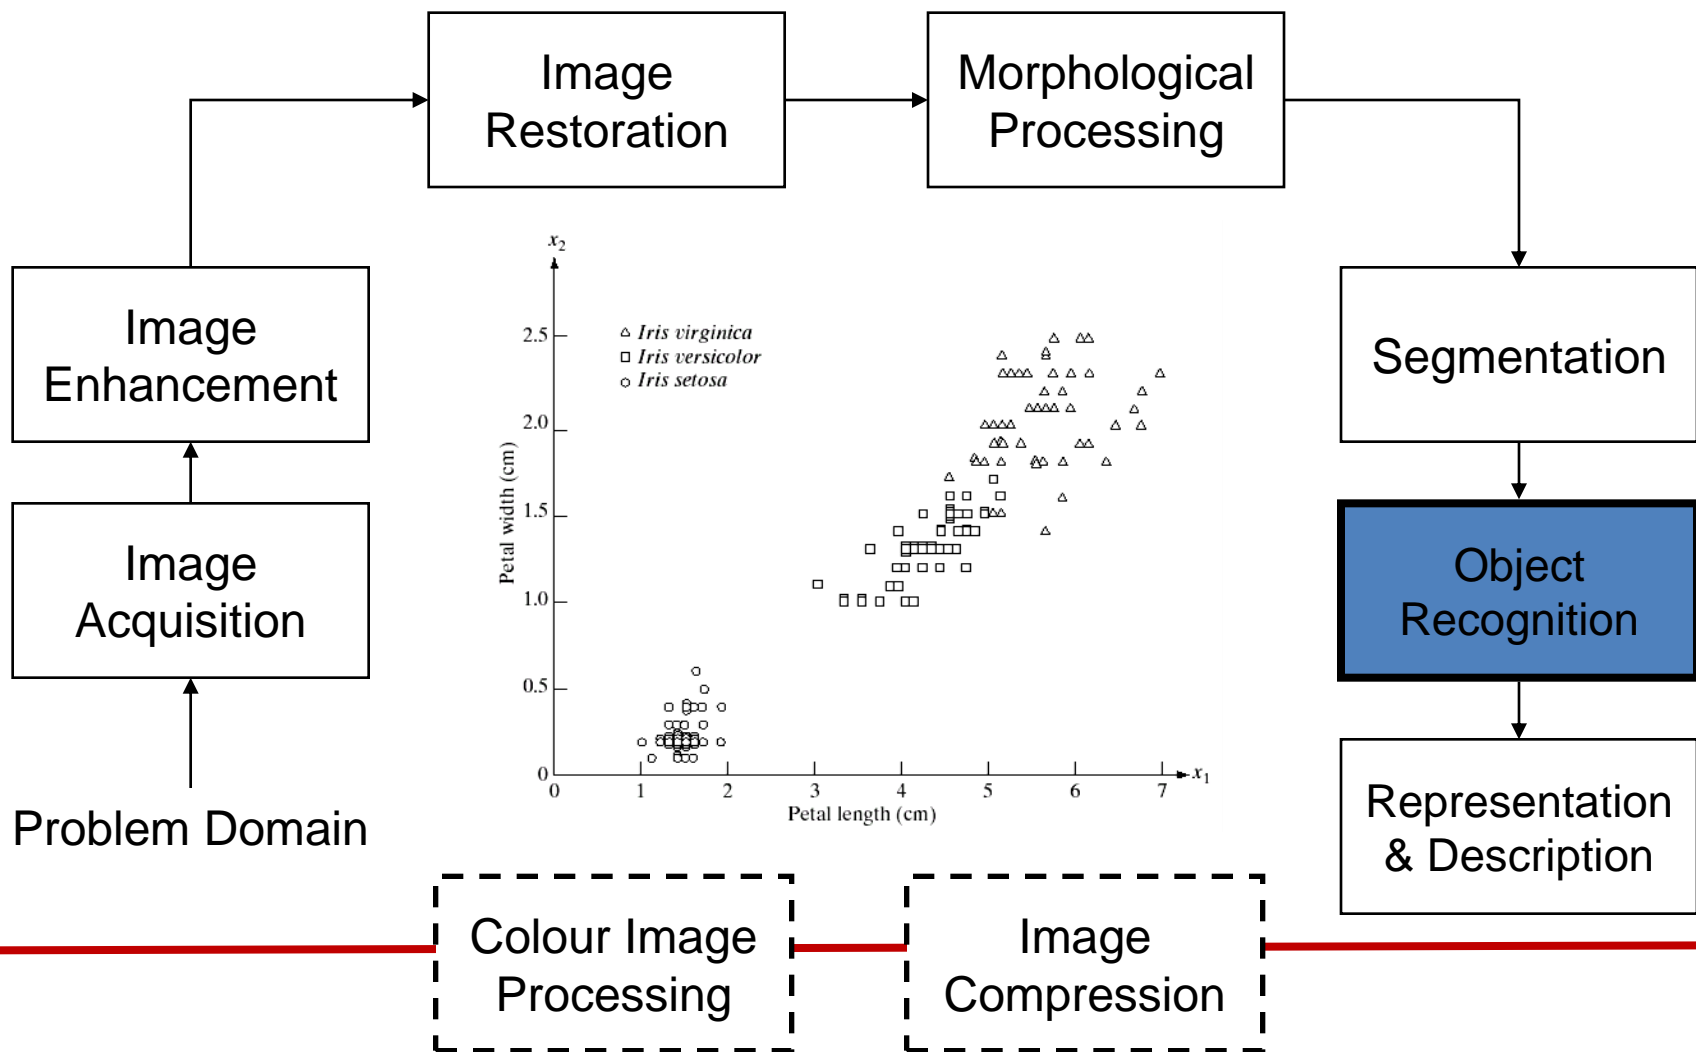 Image
Restoration
Morphological
Processing
Image
Enhancement
Segmentation
Image
Acquisition
Object
Recognition
Problem Domain
Representation
& Description
x2
2.5
2.0
1.5
1.0
0.5
0
Petal width (cm)
Iris virginica
Iris versicolor
Iris setosa
0 1 2 3 4 5 6 7
x1
Petal length (cm)
Colour Image
Processing
Image
Compression